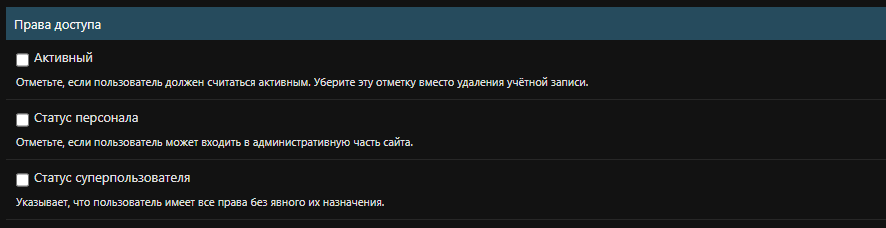 Права доступа
Активный
Отметьте, если пользователь должен считаться активным. Уберите эту отметку вместо удаления учётной записи.
Статус персонала
Отметьте, если пользователь может входить в административную часть сайта.
Статус суперпользователя
Указывает, что пользователь имеет все права без явного их назначения.